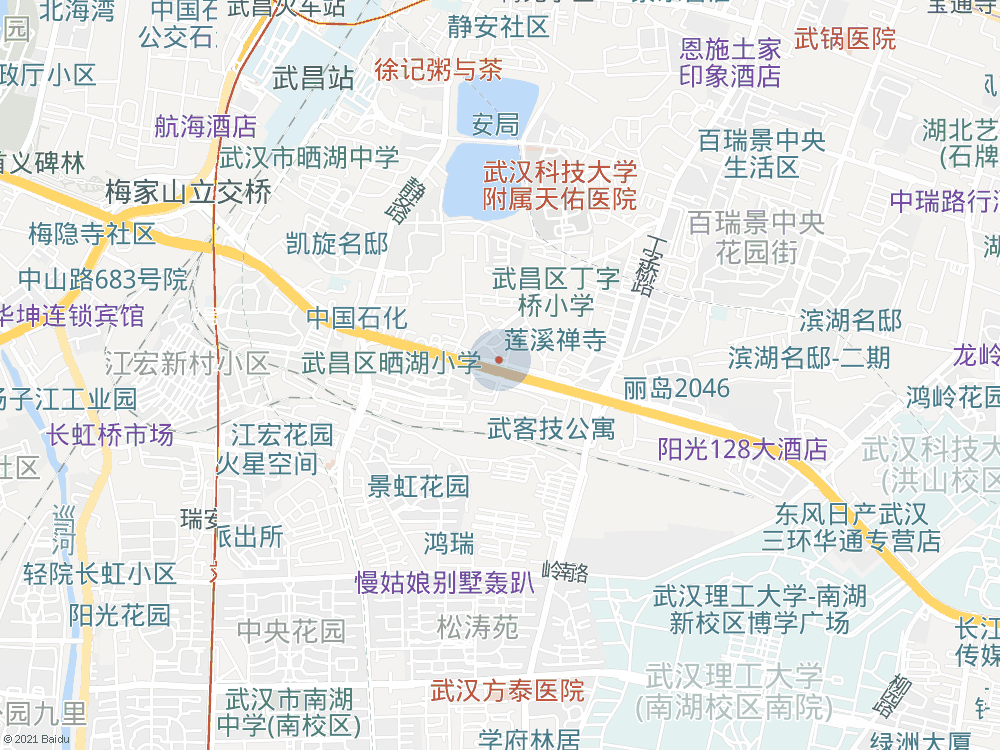 北海湾
中国石
公交石
武昌火车站
静安社区
宝通寺
园
恩施土家
印象酒店
武锅医院
政厅小区
武昌站
徐记粥与茶
安局
航海酒店
百瑞景中央
生活区
湖北艺
(石牌
首义碑林
武汉市晒湖中学
武汉科技大学
附属天佑医院
梅家山立交桥
静安路
中瑞路行汽
梅隐寺社区
凯旋名邸
百瑞景中央
花园街
丁字桥路
中山路683号院
武昌区丁字
桥小学
华坤连锁宾馆
中国石化
滨湖名邸
莲溪禅寺
江宏新村小区
武昌区晒湖小学
滨湖名邸-二期
龙岭
丽岛2046
扬子江工业园
鸿岭花园
长虹桥市场
江宏花园
武客技公寓
阳光128大酒店
火星空间
社区
武汉科技大
(洪山校区
景虹花园
巡司河
瑞安
派出所
鸿瑞
东风日产武汉
三环华通专营店
轻院长虹小区
慢姑娘别墅轰趴
岭南路
阳光花园
武汉理工大学-南湖
新校区博学广场
中央花园
松涛苑
长江
传媒
武汉理工大学
(南湖校区南院)
武汉市南湖
中学(南校区)
武汉方泰医院
柳园路
公园九里
学府林居
绿洲大厦
© 2021 Baidu